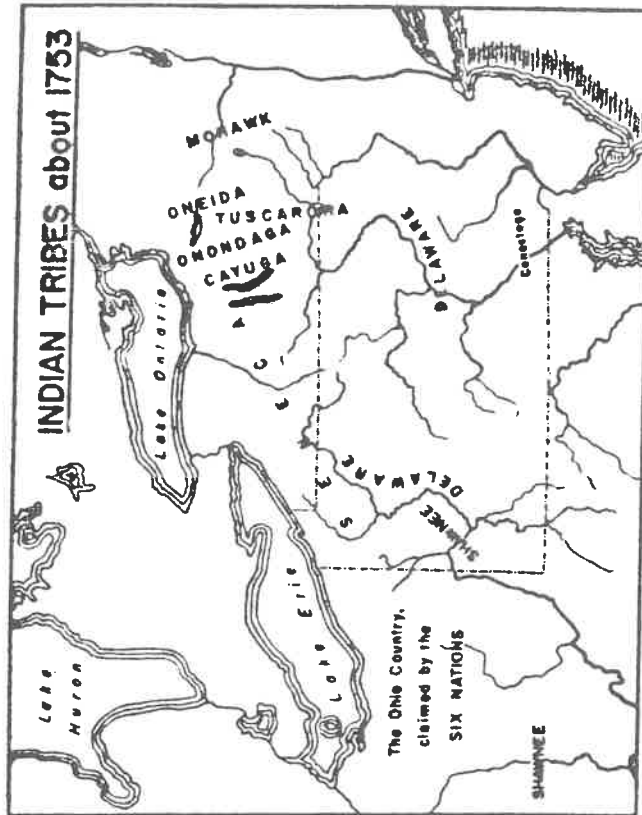 INDIAN TRIBES about 1753
Lake
Huron
Lake Ontario
Lake Erie
MOHAWK
ONEIDA
TUSCARORA
ONONDAGA
CAYUGA
SENECA
DELAWARE
DELAWARE
SHAWNEE
Conestoga
The Ohio Country,
claimed by the
SIX NATIONS
SHAWNEE